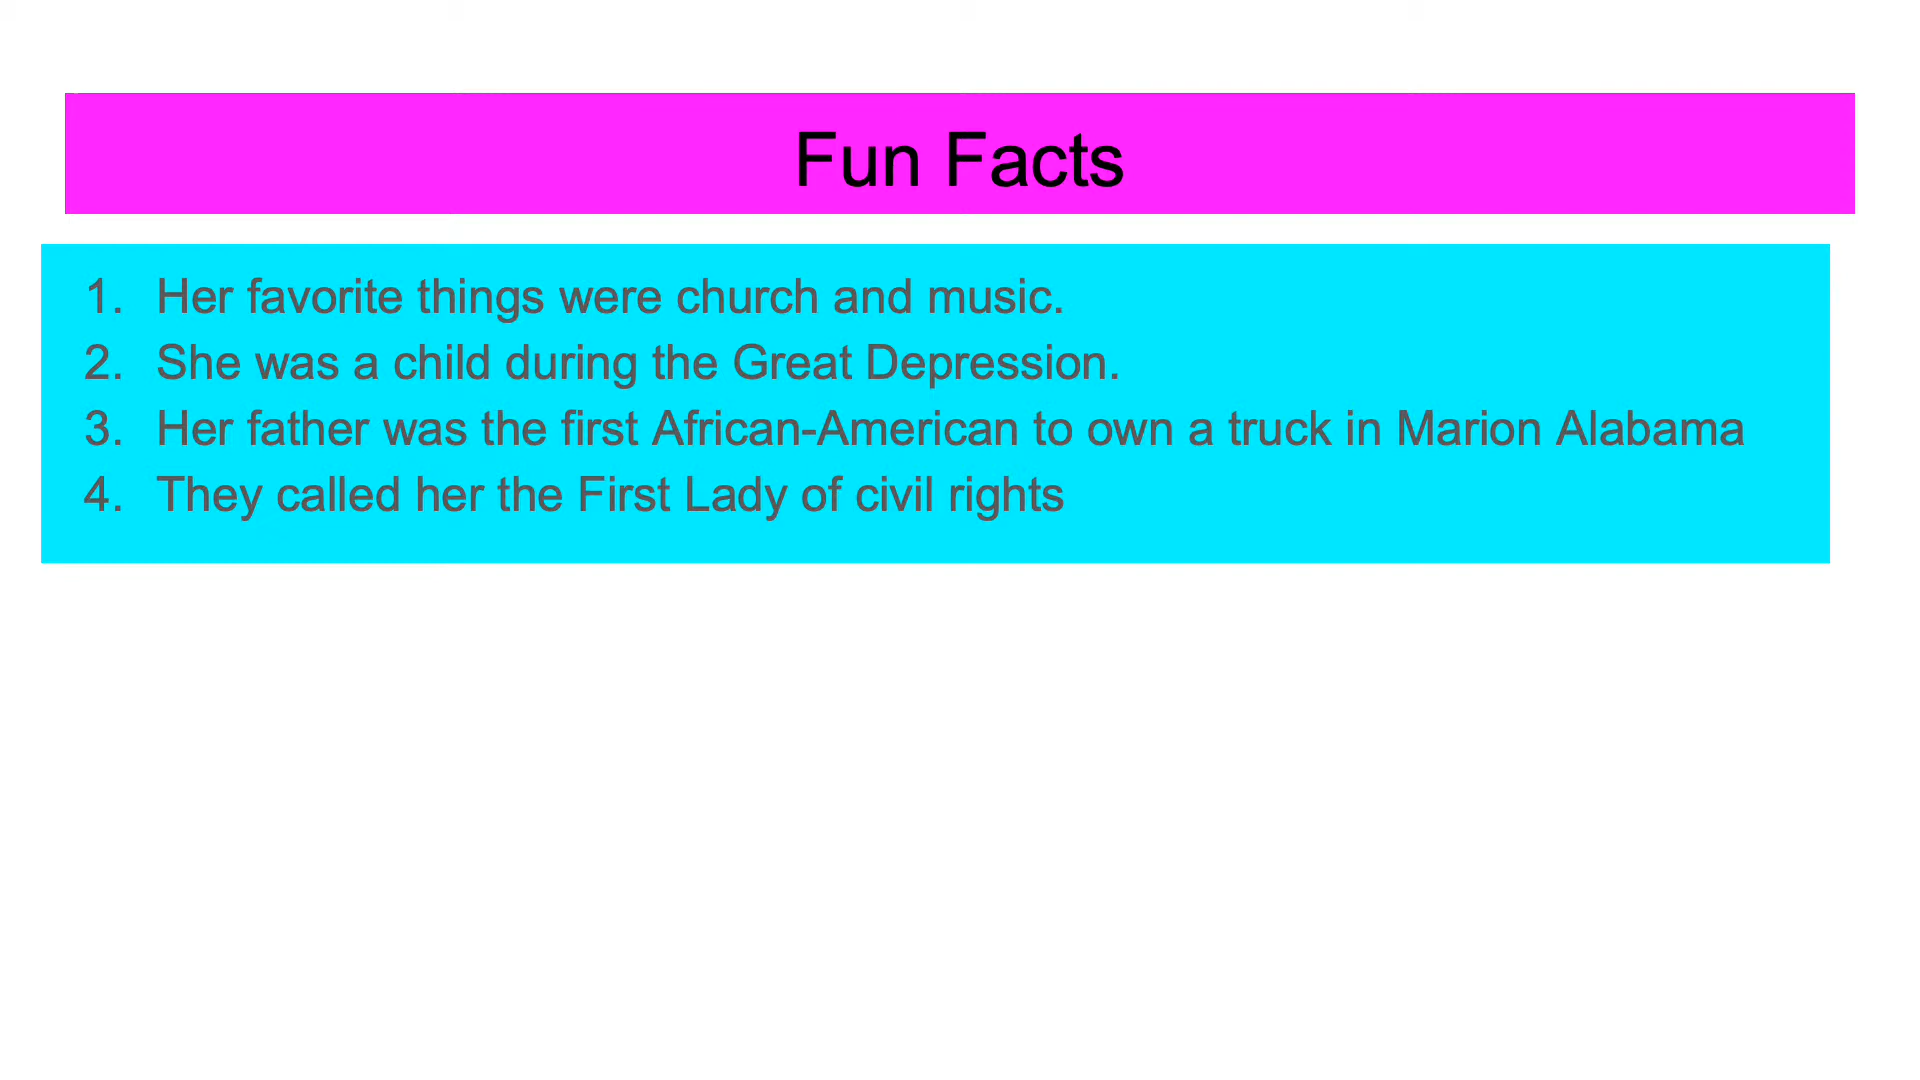 Fun Facts
1. Her favorite things were church and music.
2. She was a child during the Great Depression.
3. Her father was the first African-American to own a truck in Marion Alabama
4. They called her the First Lady of civil rights